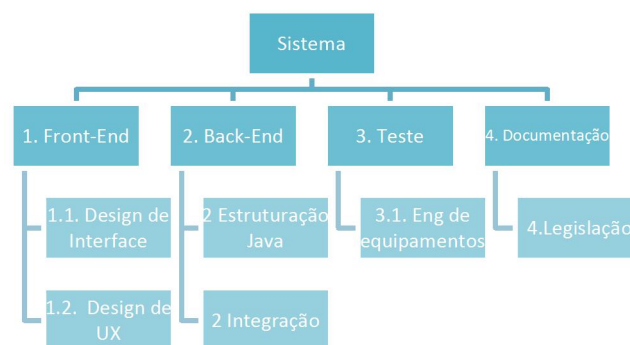 Sistema
1. Front-End
2. Back-End
3. Teste
4. Documentação
1.1. Design de
Interface
2 Estruturação
Java
3.1. Eng de
equipamentos
4.Legislação
1.2. Design de
UX
2 Integração